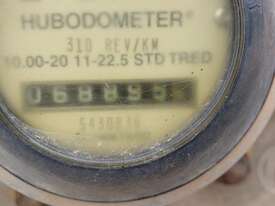 HUBODOMETER®
310 REV/KM
10.00-20 11-22.5 STD TRED
068895